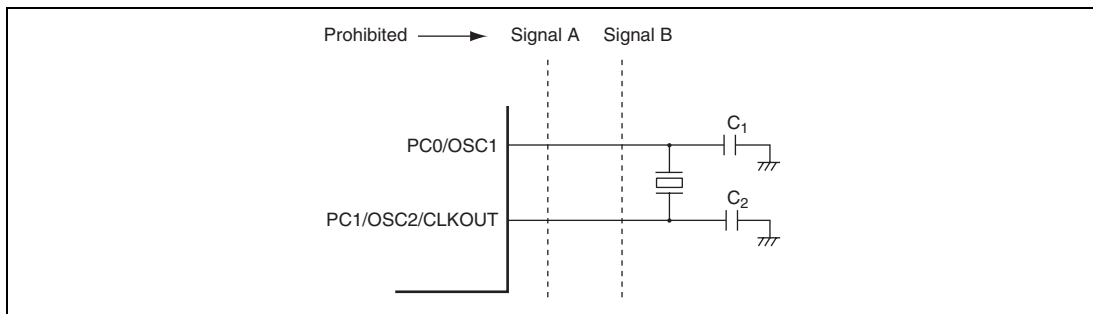 Prohibited Signal A Signal B
PC0/OSC1
C1
PC1/OSC2/CLKOUT
C2